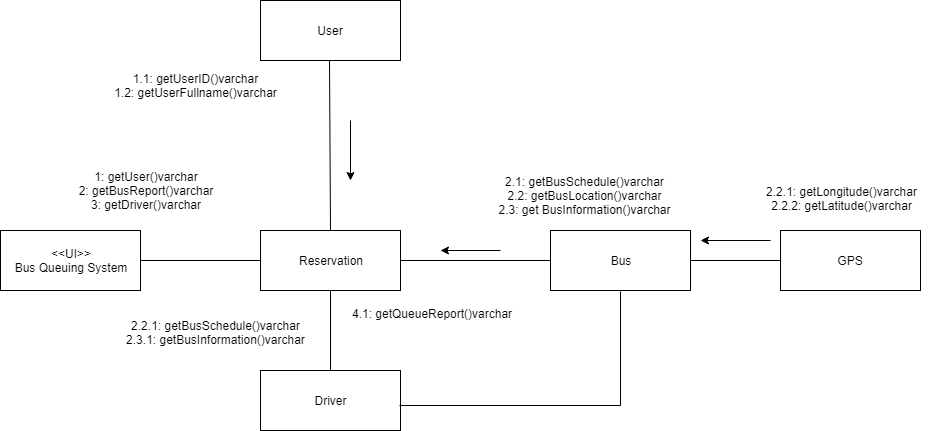 User
1.1: getUserID()varchar
1.2: getUserFullname()varchar
1: getUser()varchar
2: getBusReport()varchar
3: getDriver()varchar
2.1: getBusSchedule()varchar
2.2: getBusLocation()varchar
2.3: get BusInformation()varchar
2.2.1: getLongitude()varchar
2.2.2: getLatitude()varchar
<<UI>>
Bus Queuing System
Reservation
Bus
GPS
4.1: getQueueReport()varchar
2.2.1: getBusSchedule()varchar
2.3.1: getBusInformation()varchar
Driver